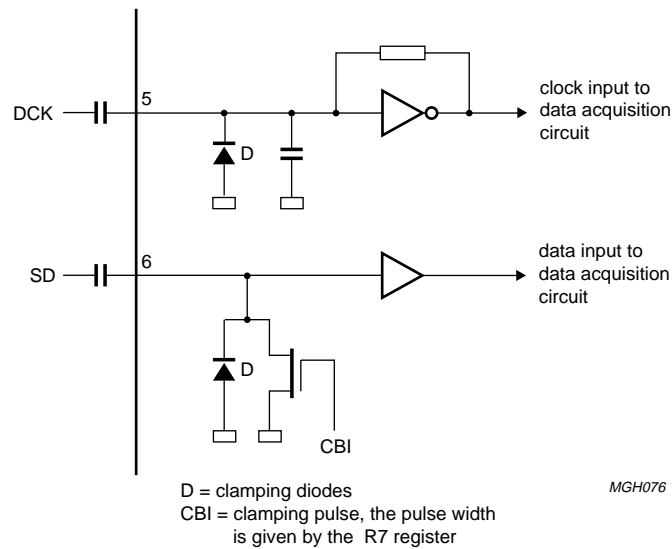 DCK
5
D
clock input to
data acquisition
circuit
SD
6
D
CBI
data input to
data acquisition
circuit
D = clamping diodes
CBI = clamping pulse, the pulse width
is given by the R7 register
MGH076